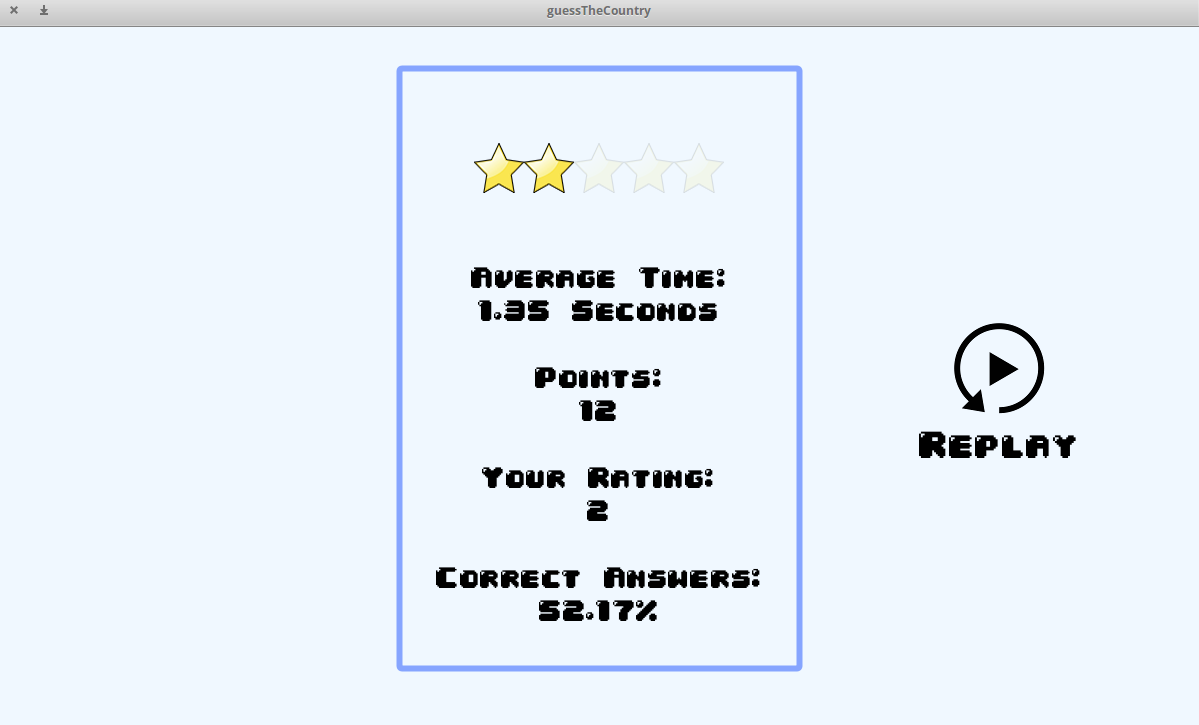 guessTheCountry
Average Time:
1.35 Seconds
Points:
12
Your Rating:
2
Correct Answers:
52.17%
Replay